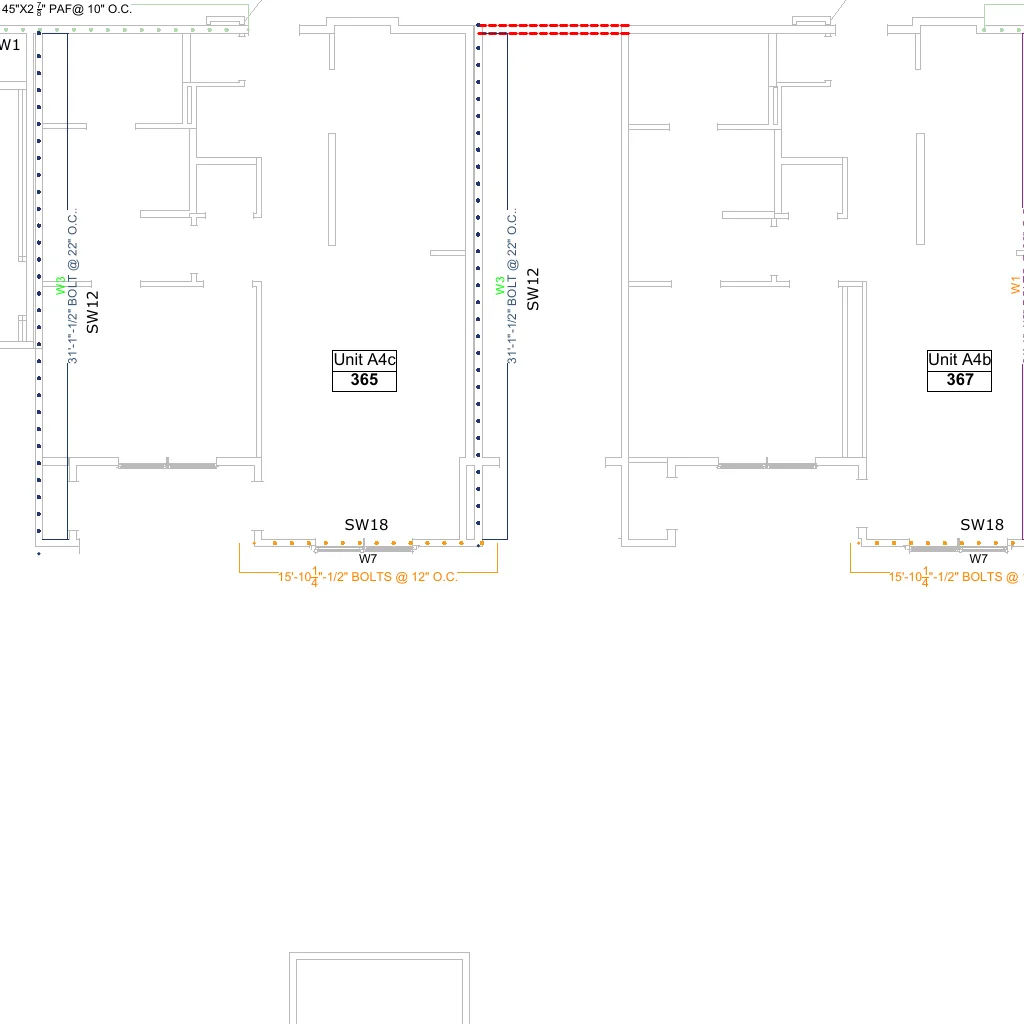 45"X2 7/8" PAF@ 10" O.C.
W1
W3
31'-1"-1/2" BOLT @ 22" O.C..
SW12
W3
31'-1"-1/2" BOLT @ 22" O.C..
SW12
W1
Unit A4c
365
Unit A4b
367
SW18
W7
15'-10 1/4"-1/2" BOLTS @ 12" O.C.
SW18
W7
15'-10 1/4"-1/2" BOLTS @